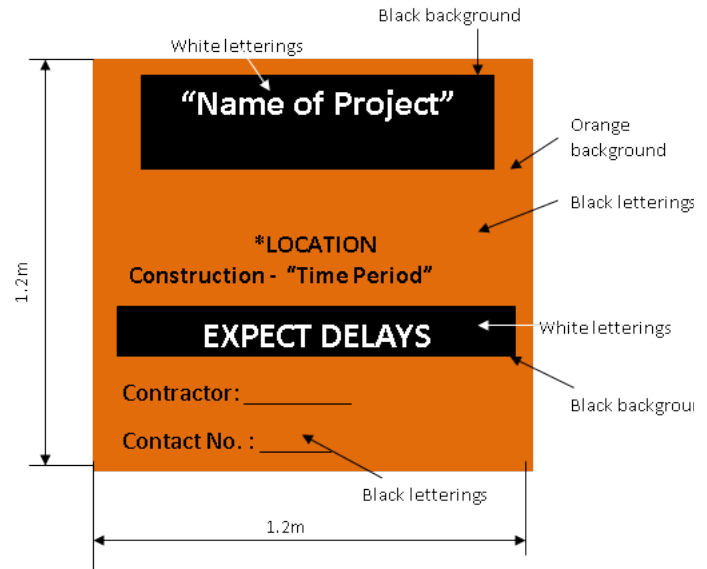 Black background
White letterings
“Name of Project”
Orange
background
Black letterings
*LOCATION
Construction - “Time Period”
1.2m
EXPECT DELAYS
White letterings
Contractor: _________
Black backgrou
Contact No. : ______
Black letterings
1.2m